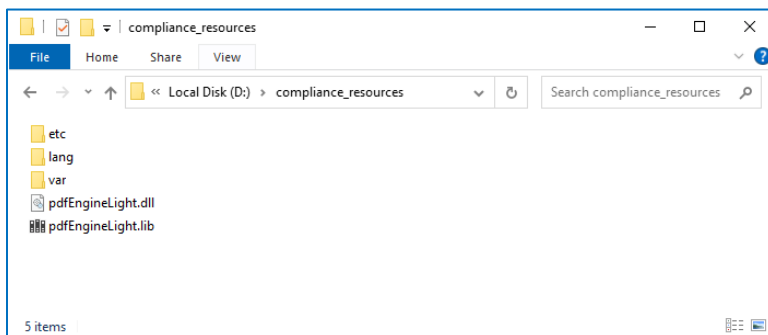 compliance_resources
File Home Share View
« Local Disk (D:) > compliance_resources Search compliance_resources
etc
lang
var
pdfEngineLight.dll
pdfEngineLight.lib
5 items